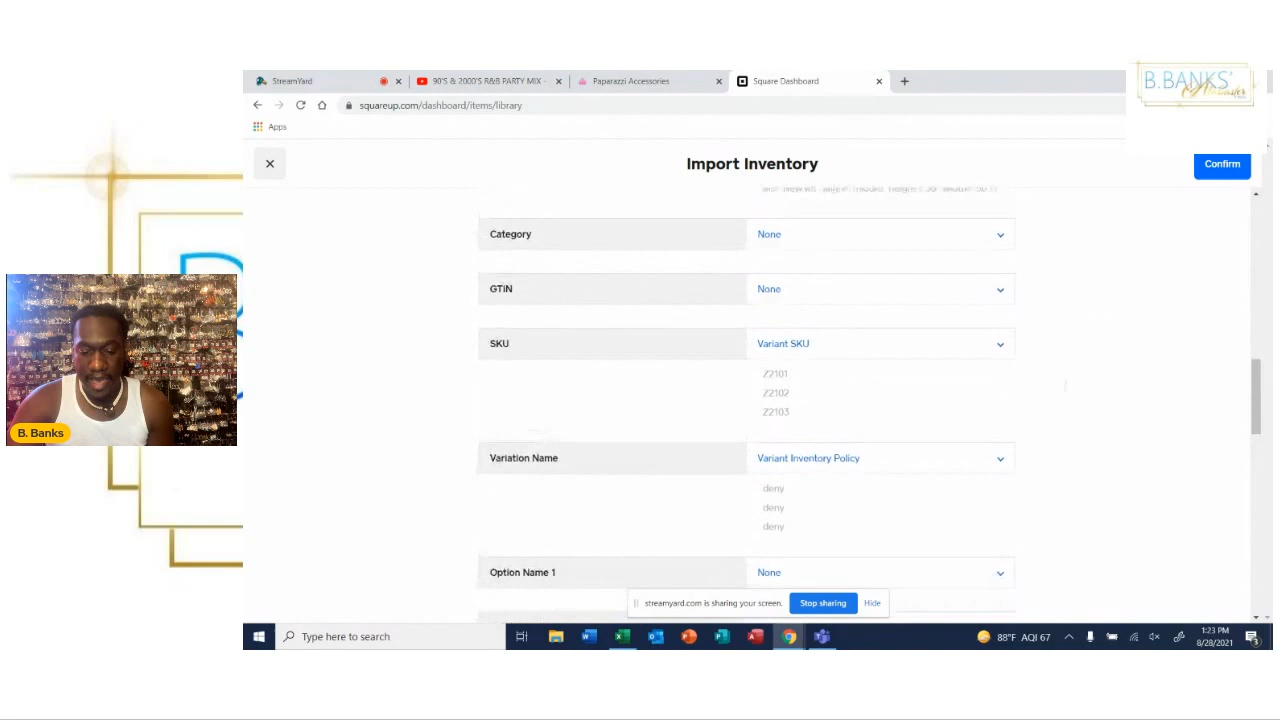 StreamYard
90'S & 2000'S R&B PARTY MIX -
Paparazzi Accessories
Square Dashboard
squareup.com/dashboard/items/library
Apps
B.BANKS'
Import Inventory
Confirm
Category
None
GTIN
None
SKU
Variant SKU
Z2101
Z2102
Z2103
Variation Name
Variant Inventory Policy
deny
deny
deny
Option Name 1
None
streamyard.com is sharing your screen.
Stop sharing
Hide
B. Banks
Type here to search
88°F AQI 67
1:23 PM
8/28/2021